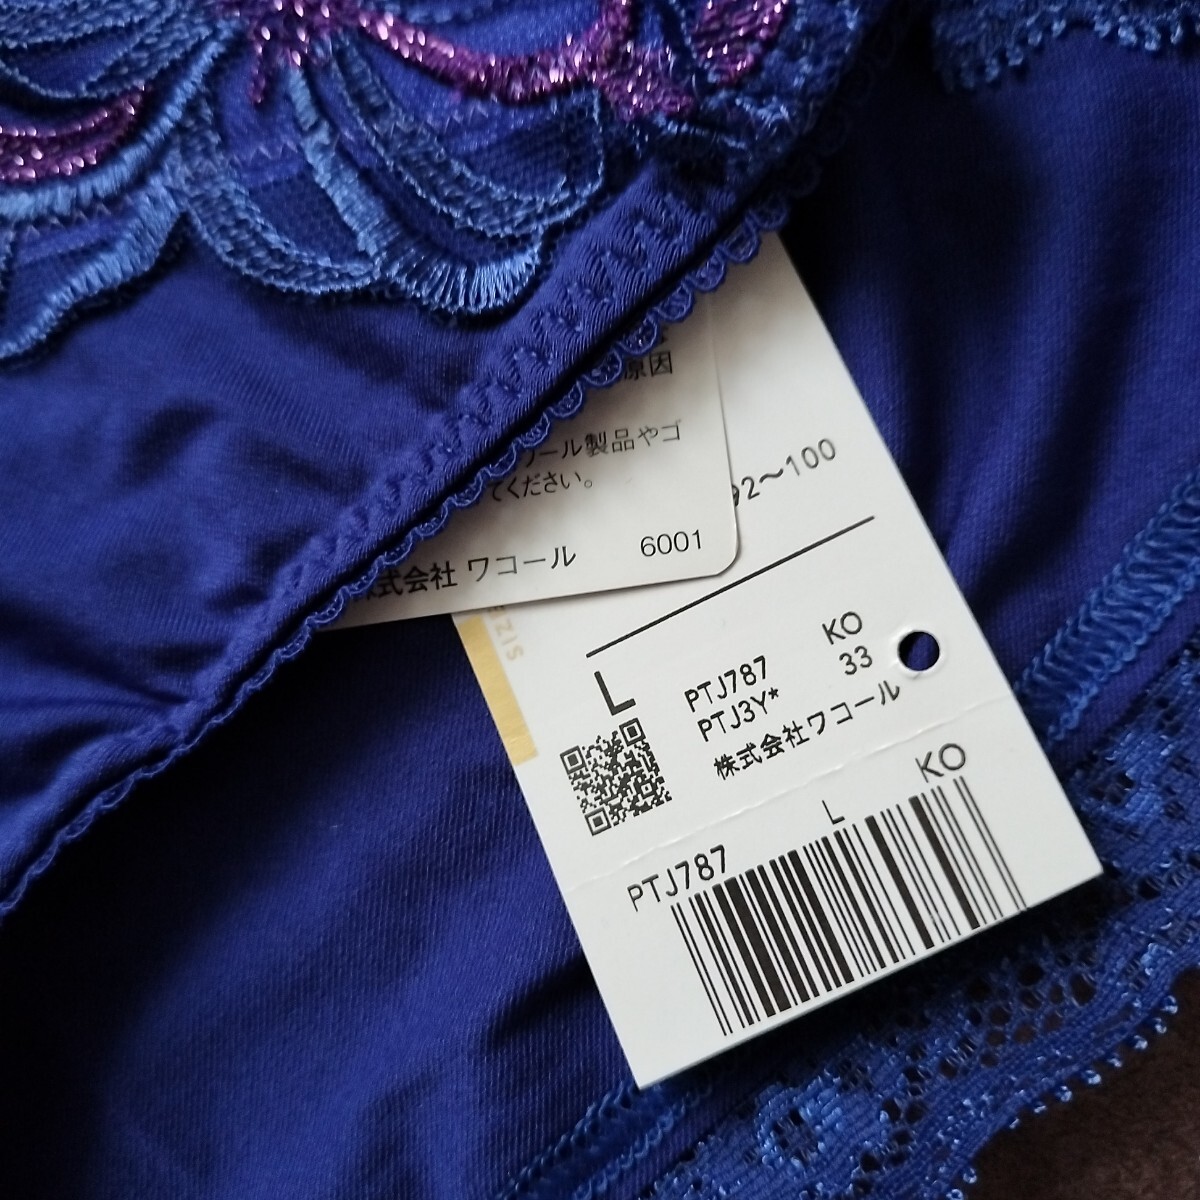 原因
ール製品やゴ
てください。
株式会社 ワコール 6001
92～100
SIZE
L
PTJ787 KO
PTJ3Y* 33
株式会社ワコール
PTJ787 L KO